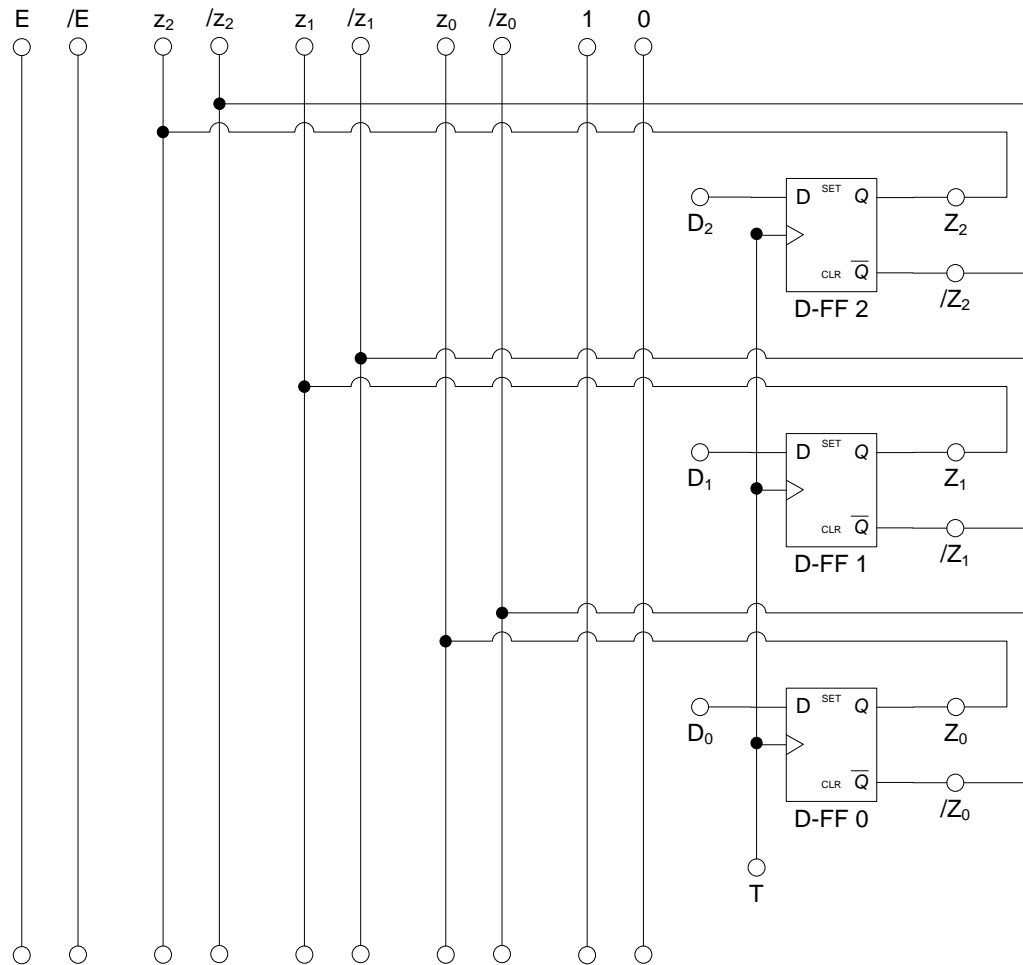 E /E z₂ /z₂ z₁ /z₁ z₀ /z₀ 1 0
D SET Q
D₂ Z₂
CLR Q̅ /Z₂
D-FF 2
D SET Q
D₁ Z₁
CLR Q̅ /Z₁
D-FF 1
D SET Q
D₀ Z₀
CLR Q̅ /Z₀
D-FF 0
T